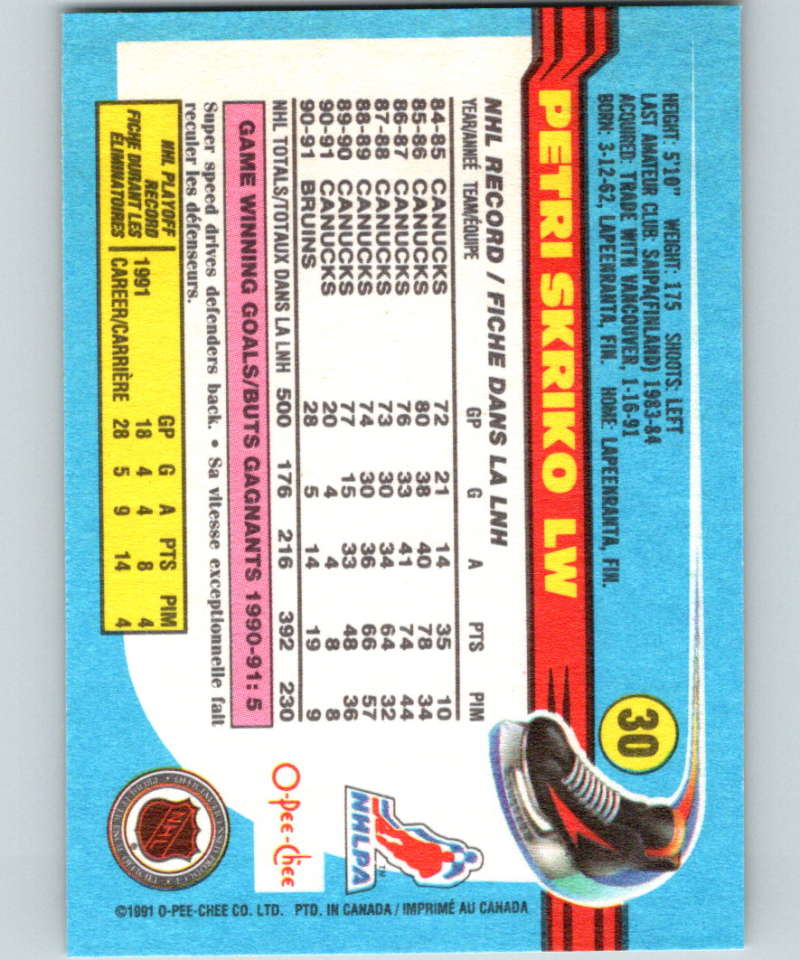 HEIGHT: 5'10" WEIGHT: 175 SHOOTS: LEFT
LAST AMATEUR CLUB: SAIPA(FINLAND) 1983-84
ACQUIRED: TRADE WITH VANCOUVER, 1-16-91
BORN: 3-12-62, LAPEENRANTA, FIN. HOME: LAPEENRANTA, FIN.
30
PETRI SKRIKO LW
NHL RECORD / FICHE DANS LA LNH
YEAR/ANNÉE TEAM/ÉQUIPE GP G A PTS PIM
84-85 CANUCKS 72 21 14 35 10
85-86 CANUCKS 80 38 40 78 34
86-87 CANUCKS 76 33 41 74 44
87-88 CANUCKS 73 30 34 64 32
88-89 CANUCKS 74 30 36 66 57
89-90 CANUCKS 77 15 33 48 36
90-91 CANUCKS 20 4 4 8 8
90-91 BRUINS 28 5 14 19 9
NHL TOTALS/TOTAUX DANS LA LNH 500 176 216 392 230
GAME WINNING GOALS/BUTS GAGNANTS 1990-91: 5
Super speed drives defenders back. • Sa vitesse exceptionnelle fait
reculer les défenseurs.
NHL PLAYOFF
RECORD
FICHE DURANT LES
ÉLIMINATOIRES
GP G A PTS PIM
1991 18 4 4 8 4
CAREER/CARRIÈRE 28 5 9 14 4
NHLPA™
O-Pee-Chee
NHL
©1991 O-PEE-CHEE CO. LTD. PTD. IN CANADA / IMPRIMÉ AU CANADA